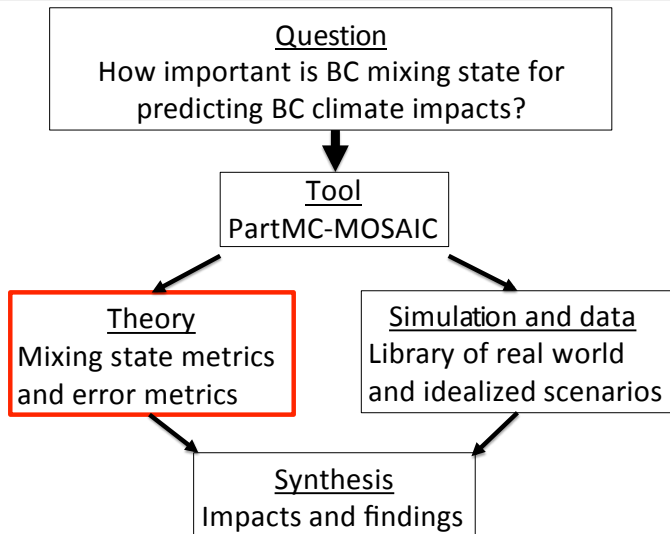 Question
How important is BC mixing state for
predicting BC climate impacts?
Tool
PartMC-MOSAIC
Theory
Mixing state metrics
and error metrics
Simulation and data
Library of real world
and idealized scenarios
Synthesis
Impacts and findings